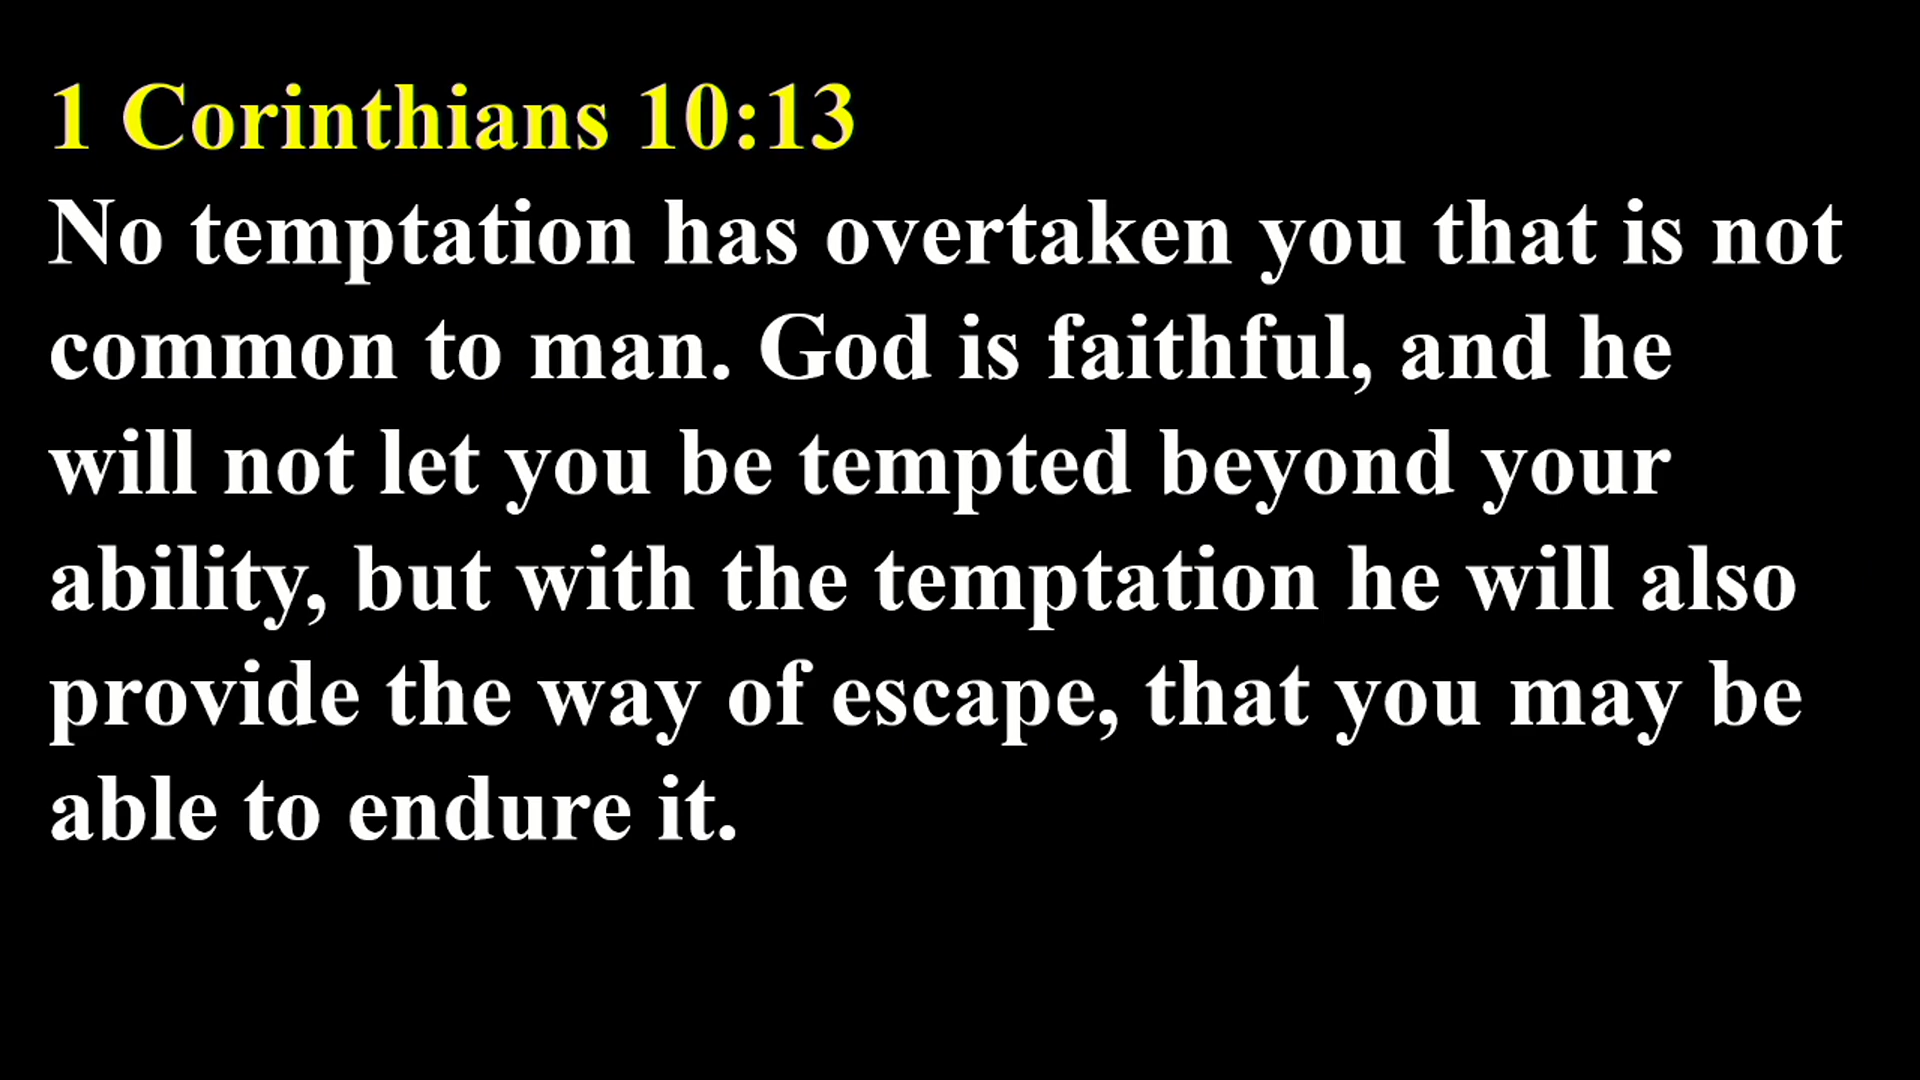 1 Corinthians 10:13
No temptation has overtaken you that is not
common to man. God is faithful, and he
will not let you be tempted beyond your
ability, but with the temptation he will also
provide the way of escape, that you may be
able to endure it.